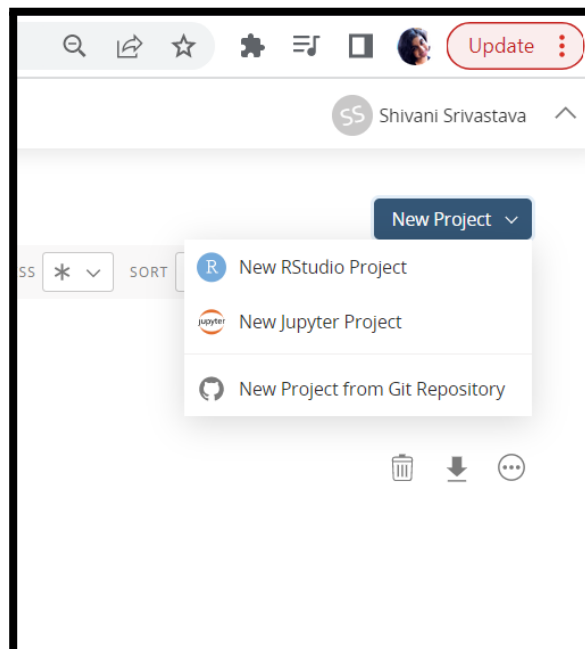 Update
SS Shivani Srivastava
New Project
SS SORT
R New RStudio Project
jupyter New Jupyter Project
New Project from Git Repository